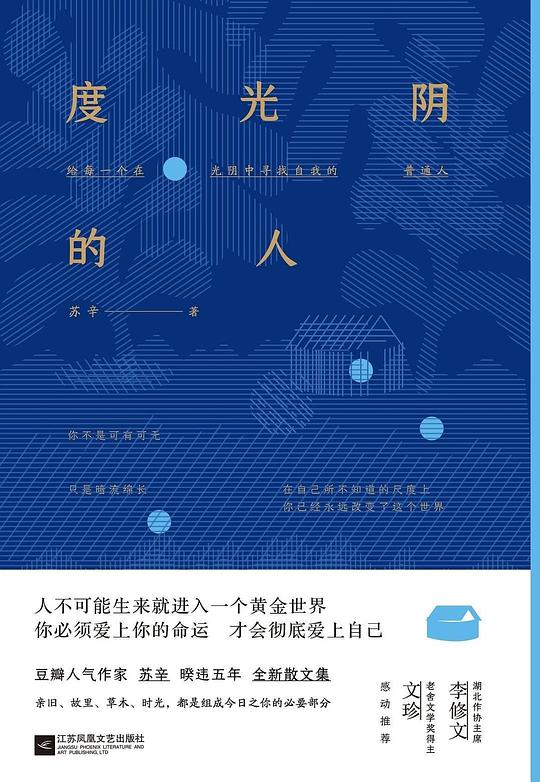 度光阴
给每一个在 光阴中寻找自我的 普通人
的人
苏辛 著
你不是可有可无
只是暗流绵长
在自己所不知道的尺度上
你已经永远改变了这个世界
人不可能生来就进入一个黄金世界
你必须爱上你的命运 才会彻底爱上自己
豆瓣人气作家 苏辛 暌违五年 全新散文集
亲旧、故里、草木、时光，都是组成今日之你的必要部分
湖北作协主席
李修文
老舍文学奖得主
文珍
感动推荐
江苏凤凰文艺出版社
JIANGSU PHOENIX LITERATURE AND
ART PUBLISHING, LTD